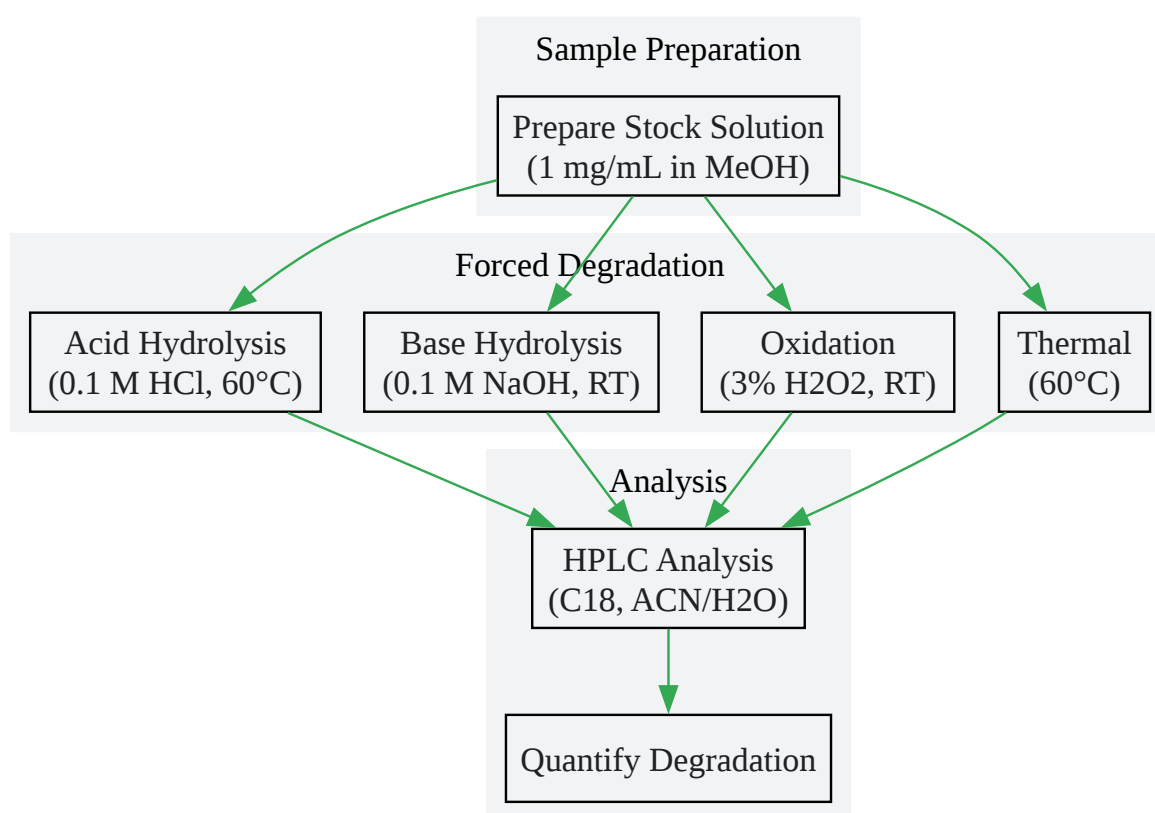 Sample Preparation
Prepare Stock Solution
(1 mg/mL in MeOH)
Forced Degradation
Acid Hydrolysis
(0.1 M HCl, 60°C)
Base Hydrolysis
(0.1 M NaOH, RT)
Oxidation
(3% H2O2, RT)
Thermal
(60°C)
Analysis
HPLC Analysis
(C18, ACN/H2O)
Quantify Degradation